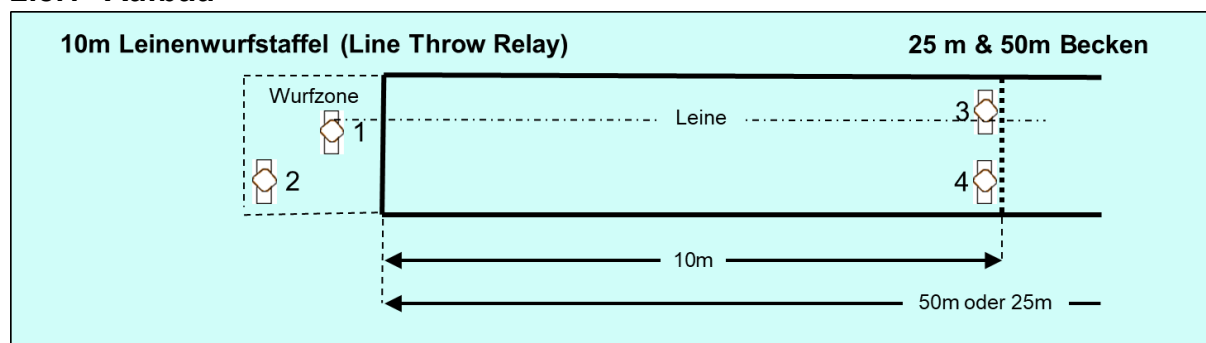 10m Leinenwurfstaffel (Line Throw Relay) 25 m & 50m Becken
Wurfzone
1 Leine 3
2 4
10m
50m oder 25m